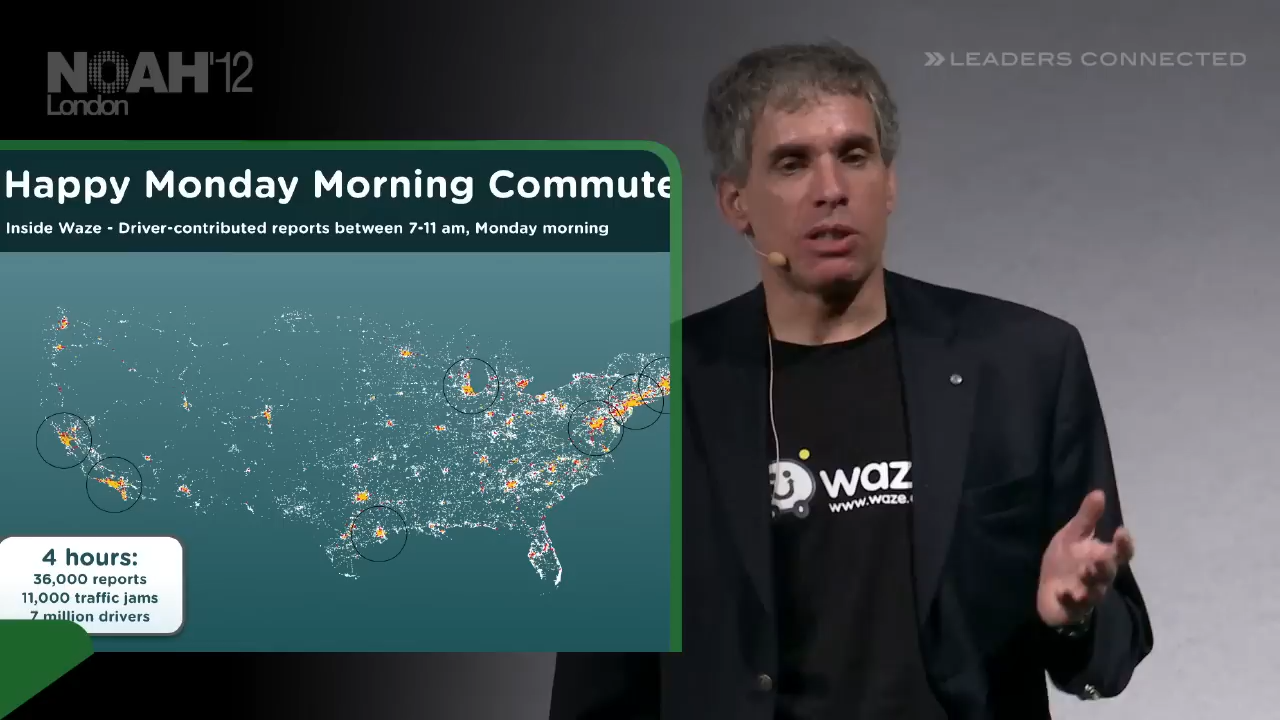 NOAH'12
London
»LEADERS CONNECTED
Happy Monday Morning Commute
Inside Waze - Driver-contributed reports between 7-11 am, Monday morning
4 hours:
36,000 reports
11,000 traffic jams
7 million drivers
waz
www.waze.